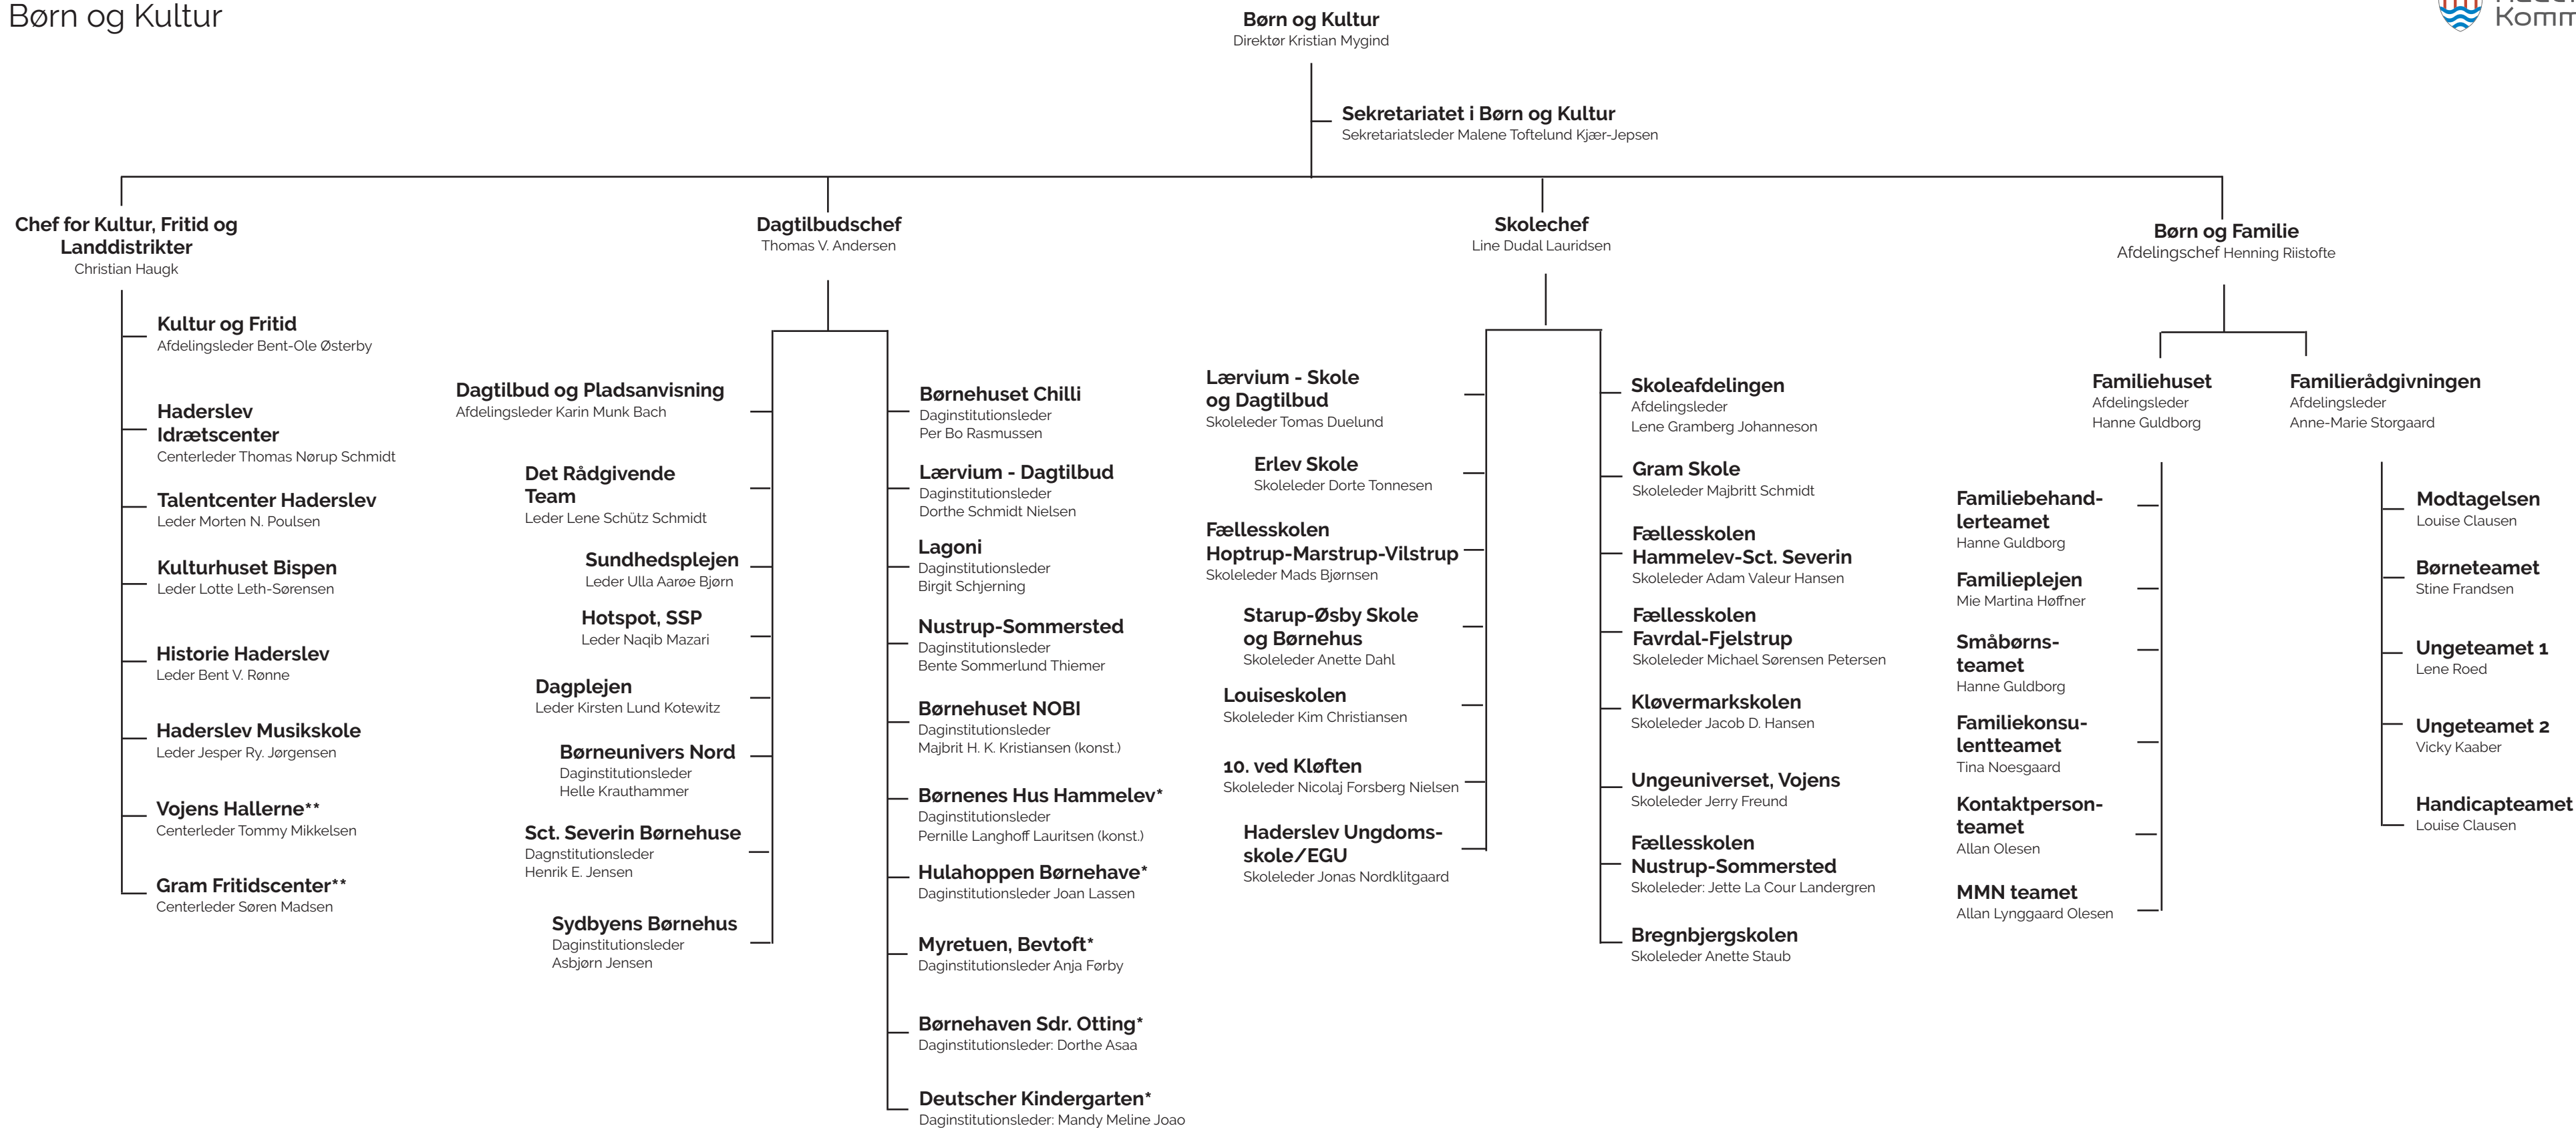 Børn og Kultur
Børn og Kultur
Direktør Kristian Mygind
Komm
Sekretariatet i Børn og Kultur
Sekretariatsleder Malene Toftelund Kjær-Jepsen
Chef for Kultur, Fritid og
Landdistrikter
Christian Haugk
Kultur og Fritid
Afdelingsleder Bent-Ole Østerby
Haderslev
Idrætscenter
Centerleder Thomas Nørup Schmidt
Talentcenter Haderslev
Leder Morten N. Poulsen
Kulturhuset Bispen
Leder Lotte Leth-Sørensen
Historie Haderslev
Leder Bent V. Rønne
Haderslev Musikskole
Leder Jesper Ry. Jørgensen
Vojens Hallerne**
Centerleder Tommy Mikkelsen
Gram Fritidscenter**
Centerleder Søren Madsen
Dagtilbudschef
Thomas V. Andersen
Dagtilbud og Pladsanvisning
Afdelingsleder Karin Munk Bach
Det Rådgivende
Team
Leder Lene Schütz Schmidt
Sundhedsplejen
Leder Ulla Aarøe Bjørn
Hotspot, SSP
Leder Naqib Mazari
Dagplejen
Leder Kirsten Lund Kotewitz
Børneunivers Nord
Daginstitutionsleder
Helle Krauthammer
Sct. Severin Børnehuse
Dagnstitutionsleder
Henrik E. Jensen
Sydbyens Børnehus
Daginstitutionsleder
Asbjørn Jensen
Børnehuset Chilli
Daginstitutionsleder
Per Bo Rasmussen
Lærvium - Dagtilbud
Daginstitutionsleder
Dorthe Schmidt Nielsen
Lagoni
Daginstitutionsleder
Birgit Schjerning
Nustrup-Sommersted
Daginstitutionsleder
Bente Sommerlund Thiemer
Børnehuset NOBI
Daginstitutionsleder
Majbrit H. K. Kristiansen (konst.)
Børnenes Hus Hammelev*
Daginstitutionsleder
Pernille Langhoff Lauritsen (konst.)
Hulahoppen Børnehave*
Daginstitutionsleder Joan Lassen
Myretuen, Bevtoft*
Daginstitutionsleder Anja Førby
Børnehaven Sdr. Otting*
Daginstitutionsleder: Dorthe Asaa
Deutscher Kindergarten*
Daginstitutionsleder: Mandy Meline Joao
Skolechef
Line Dudal Lauridsen
Lærvium - Skole
og Dagtilbud
Skoleleder Tomas Duelund
Erlev Skole
Skoleleder Dorte Tonnesen
Fællesskolen
Hoptrup-Marstrup-Vilstrup
Skoleleder Mads Bjørnsen
Starup-Øsby Skole
og Børnehus
Skoleleder Anette Dahl
Louiseskolen
Skoleleder Kim Christiansen
10. ved Kløften
Skoleleder Nicolaj Forsberg Nielsen
Haderslev Ungdoms-
skole/EGU
Skoleleder Jonas Nordklitgaard
Skoleafdelingen
Afdelingsleder
Lene Gramberg Johanneson
Gram Skole
Skoleleder Majbritt Schmidt
Fællesskolen
Hammelev-Sct. Severin
Skoleleder Adam Valeur Hansen
Fællesskolen
Favrdal-Fjelstrup
Skoleleder Michael Sørensen Petersen
Kløvermarkskolen
Skoleleder Jacob D. Hansen
Ungeuniverset, Vojens
Skoleleder Jerry Freund
Fællesskolen
Nustrup-Sommersted
Skoleleder: Jette La Cour Landergren
Bregnbjergskolen
Skoleleder Anette Staub
Børn og Familie
Afdelingschef Henning Riistofte
Familiehuset
Afdelingsleder
Hanne Guldborg
Familiebehand-
lerteamet
Hanne Guldborg
Familieplejen
Mie Martina Høffner
Småbørns-
teamet
Hanne Guldborg
Familiekonsu-
lentteamet
Tina Noesgaard
Kontaktperson-
teamet
Allan Olesen
MMN teamet
Allan Lynggaard Olesen
Familierådgivningen
Afdelingsleder
Anne-Marie Storgaard
Modtagelsen
Louise Clausen
Børneteamet
Stine Frandsen
Ungeteamet 1
Lene Roed
Ungeteamet 2
Vicky Kaaber
Handicapteamet
Louise Clausen